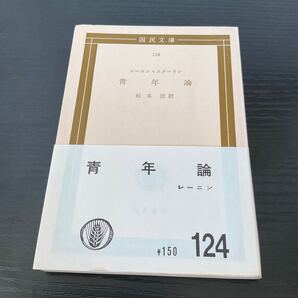 国民文庫
124
レーニン・スターリン
青年論
青年論
レーニン
¥150
124